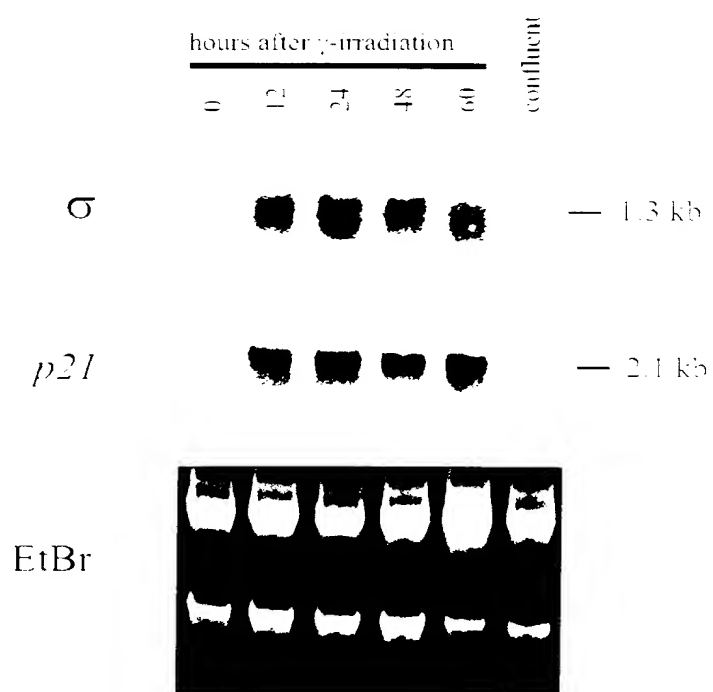 hours after γ-irradiation
0 12 24 48 60 confluent
σ — 1.3 kb
p21 — 2.1 kb
EtBr